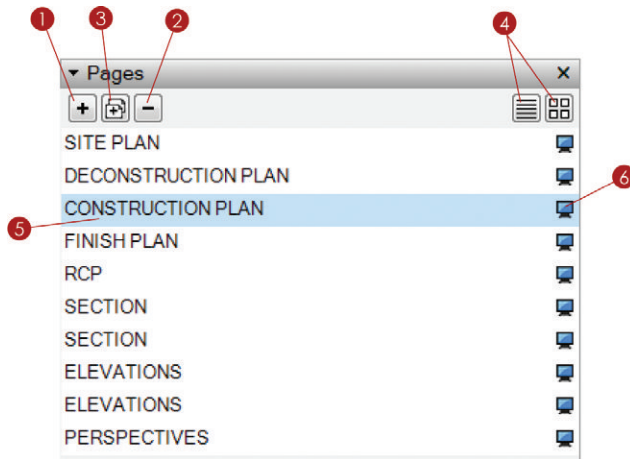 1 3 2 4
Pages
SITE PLAN
DECONSTRUCTION PLAN
6
CONSTRUCTION PLAN
5
FINISH PLAN
RCP
SECTION
SECTION
ELEVATIONS
ELEVATIONS
PERSPECTIVES